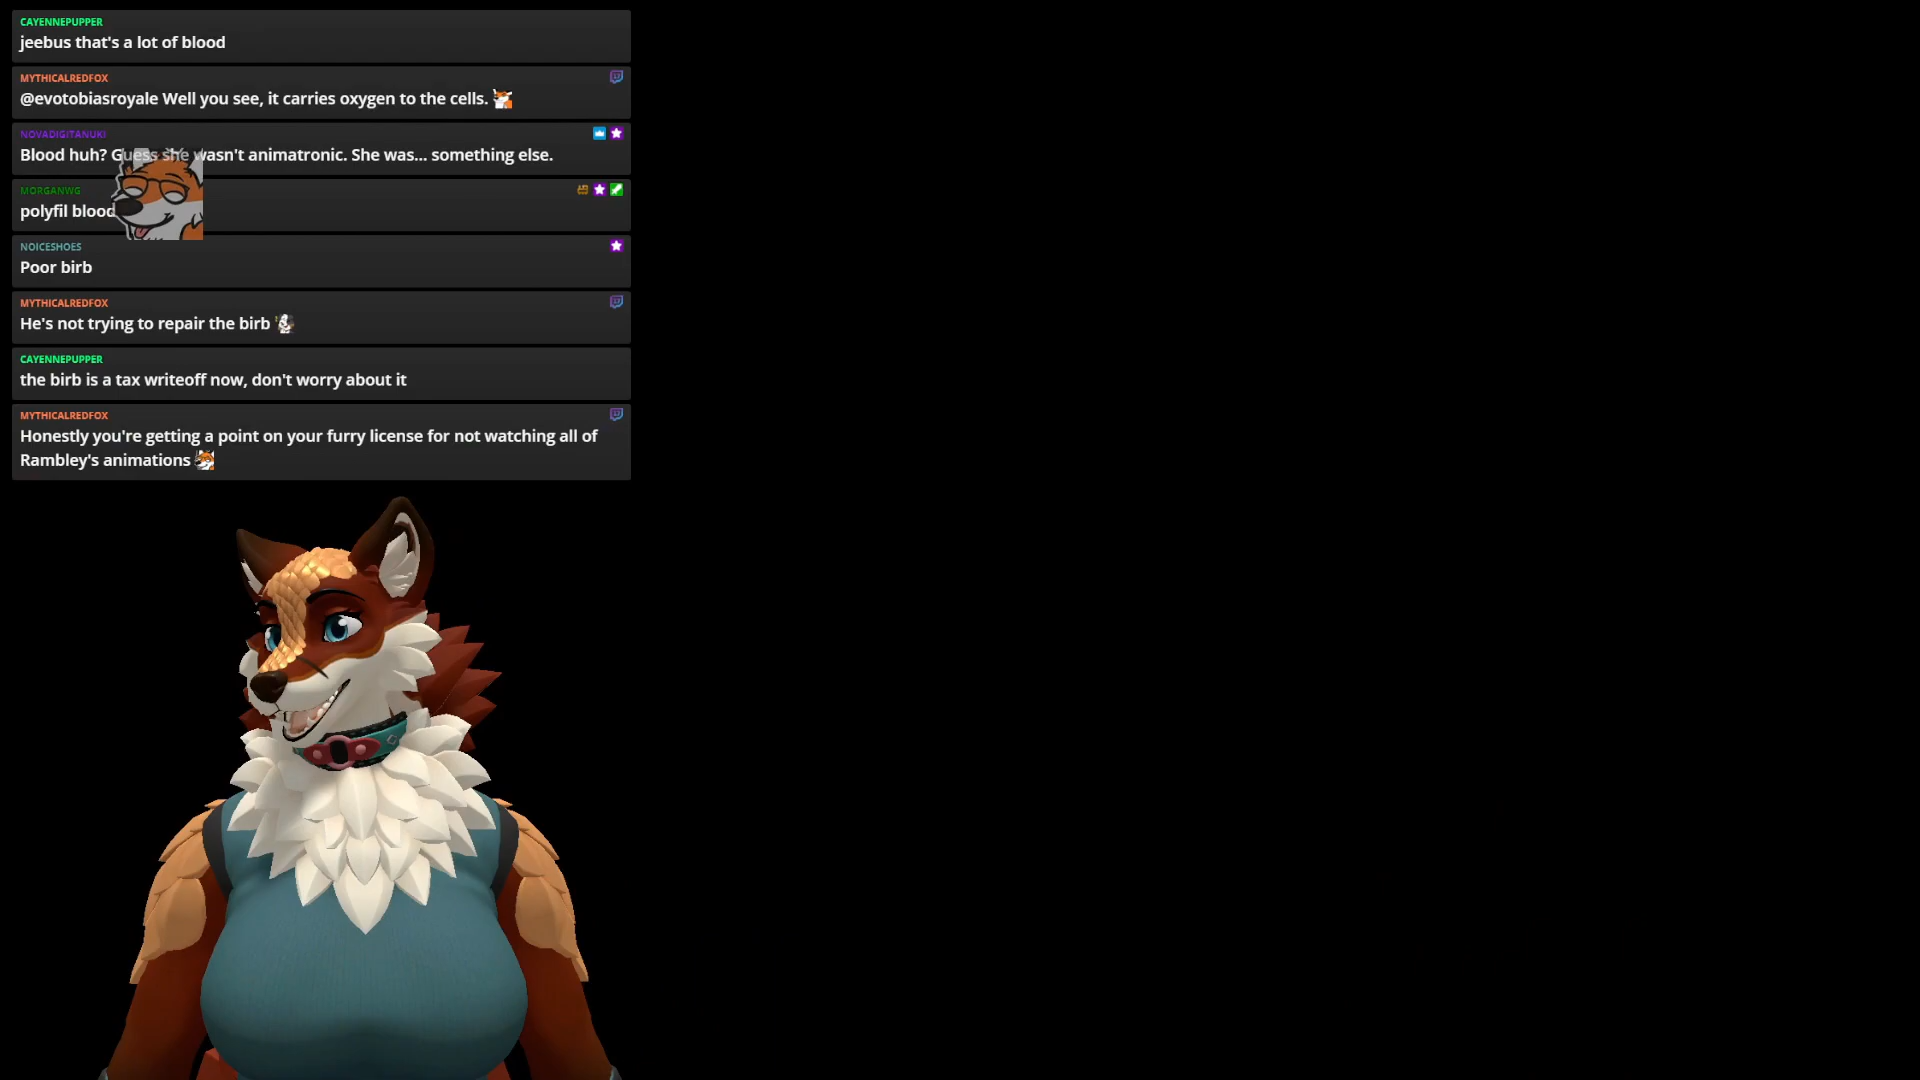 CAYENNEPUPPER
jeebus that's a lot of blood
MYTHICALREDFOX
@evotobiasroyale Well you see, it carries oxygen to the cells.
NOVADIGITANUKI
Blood huh? Guess she wasn't animatronic. She was... something else.
MORGANWG
polyfil blood
NOICESHOES
Poor birb
MYTHICALREDFOX
He's not trying to repair the birb
CAYENNEPUPPER
the birb is a tax writeoff now, don't worry about it
MYTHICALREDFOX
Honestly you're getting a point on your furry license for not watching all of
Rambley's animations